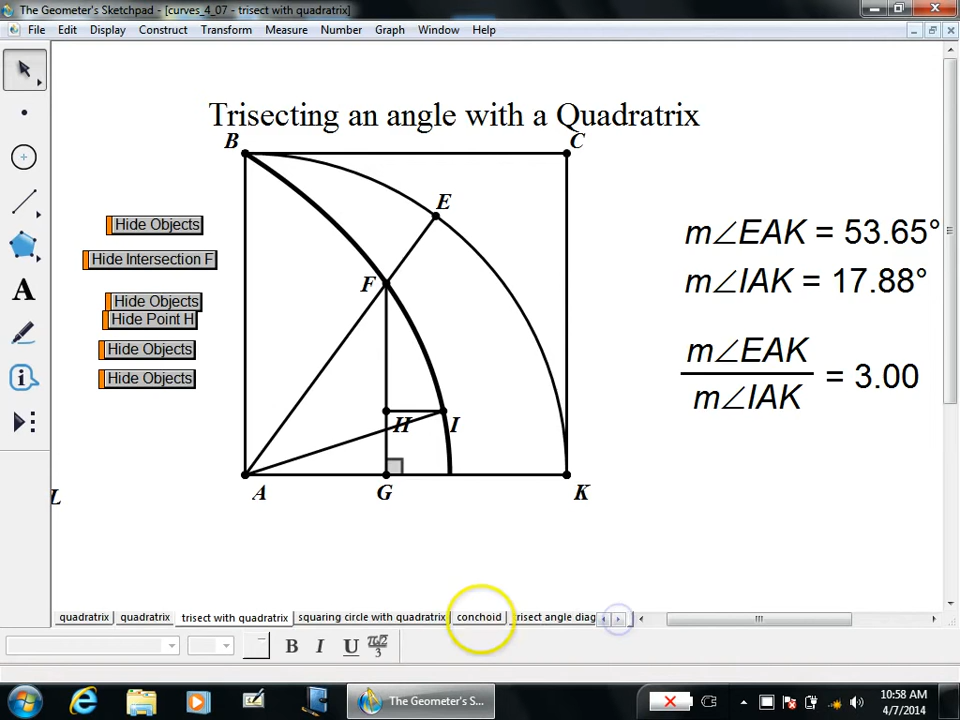 The Geometer's Sketchpad - [curves_4_07 - trisect with quadratrix]
File Edit Display Construct Transform Measure Number Graph Window Help
Trisecting an angle with a Quadratrix
B
C
E
Hide Objects
m∠EAK = 53.65°
Hide Intersection F
F
m∠IAK = 17.88°
Hide Objects
Hide Point H
Hide Objects
m∠EAK
m∠IAK
= 3.00
Hide Objects
H
I
A
G
K
L
quadratrix quadratrix trisect with quadratrix squaring circle with quadratrix conchoid trisect angle diag
B I U π√2/3
The Geometer's S...
10:58 AM
4/7/2014